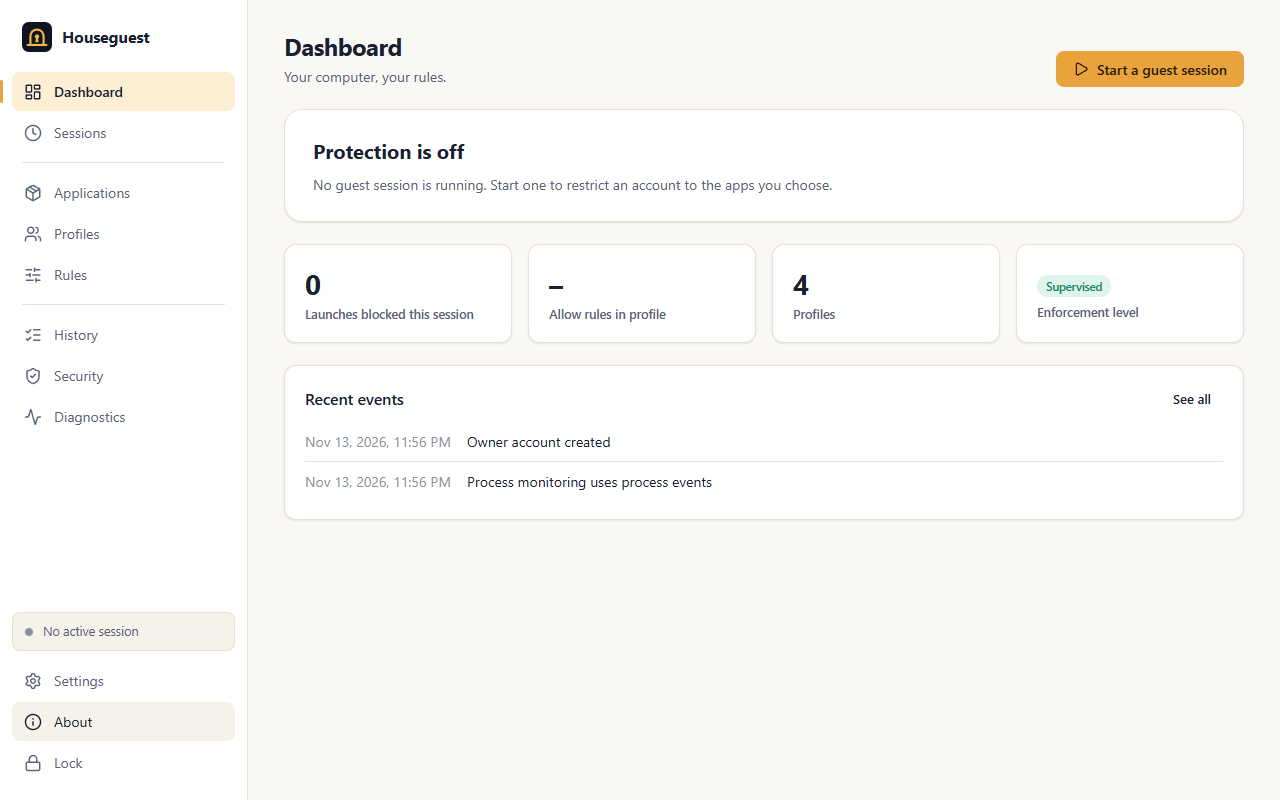 Houseguest
Dashboard
Sessions
Applications
Profiles
Rules
History
Security
Diagnostics
No active session
Settings
About
Lock
Dashboard
Your computer, your rules.
Start a guest session
Protection is off
No guest session is running. Start one to restrict an account to the apps you choose.
0
Launches blocked this session
–
Allow rules in profile
4
Profiles
Supervised
Enforcement level
Recent events
See all
Nov 13, 2026, 11:56 PM Owner account created
Nov 13, 2026, 11:56 PM Process monitoring uses process events